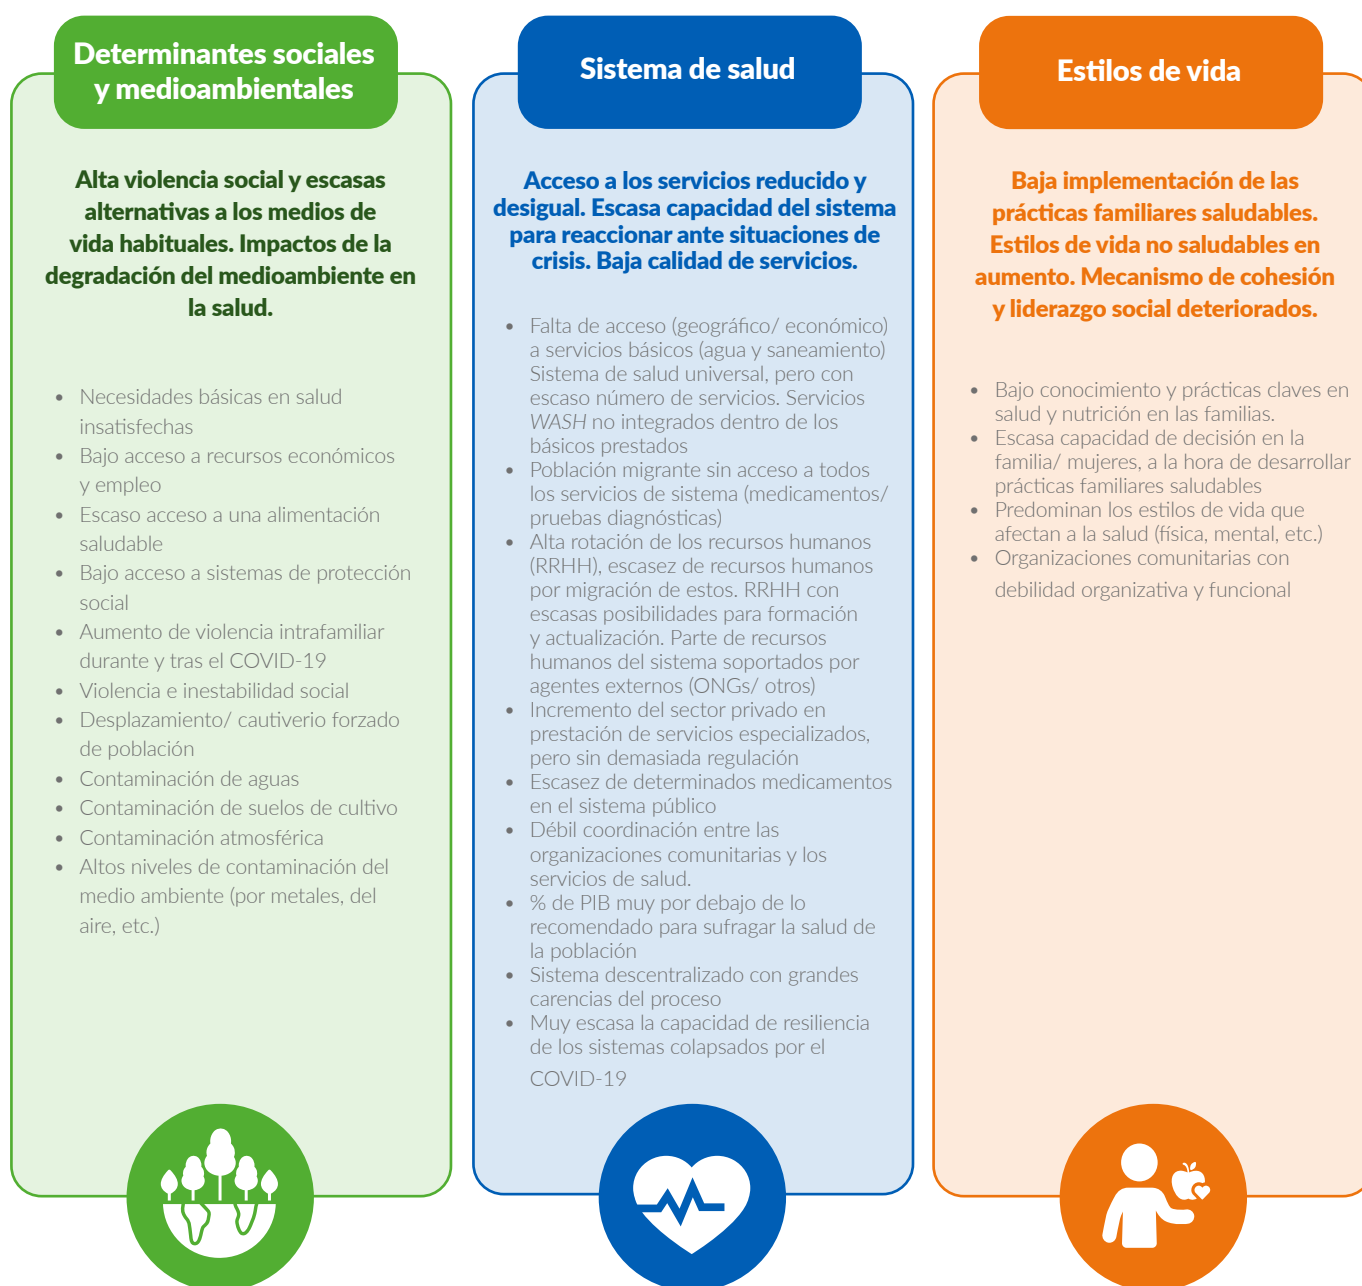 Determinantes sociales
y medioambientales
Alta violencia social y escasas
alternativas a los medios de
vida habituales. Impactos de la
degradación del medioambiente en
la salud.
• Necesidades básicas en salud
insatisfechas
• Bajo acceso a recursos económicos
y empleo
• Escaso acceso a una alimentación
saludable
• Bajo acceso a sistemas de protección
social
• Aumento de violencia intrafamiliar
durante y tras el COVID-19
• Violencia e inestabilidad social
• Desplazamiento/ cautiverio forzado
de población
• Contaminación de aguas
• Contaminación de suelos de cultivo
• Contaminación atmosférica
• Altos niveles de contaminación del
medio ambiente (por metales, del
aire, etc.)
Sistema de salud
Acceso a los servicios reducido y
desigual. Escasa capacidad del sistema
para reaccionar ante situaciones de
crisis. Baja calidad de servicios.
• Falta de acceso (geográfico/ económico)
a servicios básicos (agua y saneamiento)
Sistema de salud universal, pero con
escaso número de servicios. Servicios
WASH no integrados dentro de los
básicos prestados
• Población migrante sin acceso a todos
los servicios de sistema (medicamentos/
pruebas diagnósticas)
• Alta rotación de los recursos humanos
(RRHH), escasez de recursos humanos
por migración de estos. RRHH con
escasas posibilidades para formación
y actualización. Parte de recursos
humanos del sistema soportados por
agentes externos (ONGs/ otros)
• Incremento del sector privado en
prestación de servicios especializados,
pero sin demasiada regulación
• Escasez de determinados medicamentos
en el sistema público
• Débil coordinación entre las
organizaciones comunitarias y los
servicios de salud.
• % de PIB muy por debajo de lo
recomendado para sufragar la salud de
la población
• Sistema descentralizado con grandes
carencias del proceso
• Muy escasa la capacidad de resiliencia
de los sistemas colapsados por el
COVID-19
Estilos de vida
Baja implementación de las
prácticas familiares saludables.
Estilos de vida no saludables en
aumento. Mecanismo de cohesión
y liderazgo social deteriorados.
• Bajo conocimiento y prácticas claves en
salud y nutrición en las familias.
• Escasa capacidad de decisión en la
familia/ mujeres, a la hora de desarrollar
prácticas familiares saludables
• Predominan los estilos de vida que
afectan a la salud (física, mental, etc.)
• Organizaciones comunitarias con
debilidad organizativa y funcional